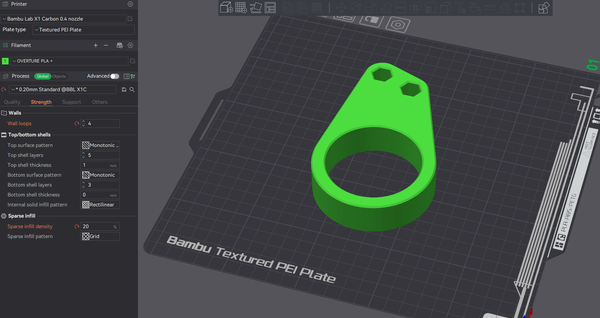 Printer
Bambu Lab X1 Carbon 0.4 nozzle
Plate type
Textured PEI Plate
Filament
1
OVERTURE PLA +
Process
Global
Objects
Advanced
* 0.20mm Standard @BBL X1C
Quality
Strength
Support
Others
Walls
Wall loops
4
Top/bottom shells
Top surface pattern
Monotonic ...
Top shell layers
5
Top shell thickness
1
mm
Bottom surface pattern
Monotonic
Bottom shell layers
3
Bottom shell thickness
0
mm
Internal solid infill pattern
Rectilinear
Sparse infill
Sparse infill density
20
%
Sparse infill pattern
Grid
Bambu Textured PEI Plate
01